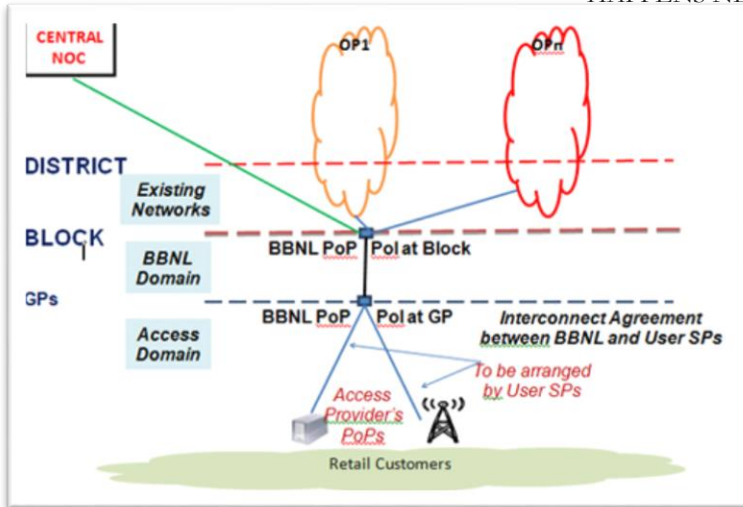 CENTRAL
NOC
OP1
OPn
DISTRICT
Existing
Networks
BLOCK
BBNL PoP
PoI at Block
BBNL
Domain
GPs
BBNL PoP
PoI at GP
Interconnect Agreement
between BBNL and User SPs
Access
Domain
To be arranged
by User SPs
Access
Provider's
PoPs
Retail Customers